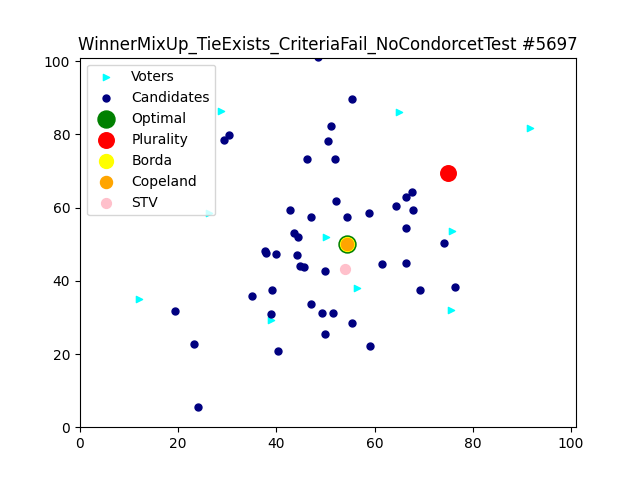 WinnerMixUp_TieExists_CriteriaFail_NoCondorcetTest #5697
100
80
60
40
20
0
0 20 40 60 80 100
Voters
Candidates
Optimal
Plurality
Borda
Copeland
STV